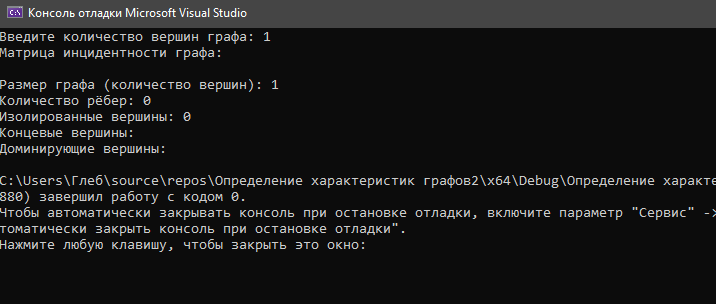 Консоль отладки Microsoft Visual Studio
Введите количество вершин графа: 1
Матрица инцидентности графа:
Размер графа (количество вершин): 1
Количество рёбер: 0
Изолированные вершины: 0
Концевые вершины:
Доминирующие вершины:
C:\Users\Глеб\source\repos\Определение характеристик графов2\x64\Debug\Определение характе
880) завершил работу с кодом 0.
Чтобы автоматически закрывать консоль при остановке отладки, включите параметр "Сервис" ->
томатически закрыть консоль при остановке отладки".
Нажмите любую клавишу, чтобы закрыть это окно: